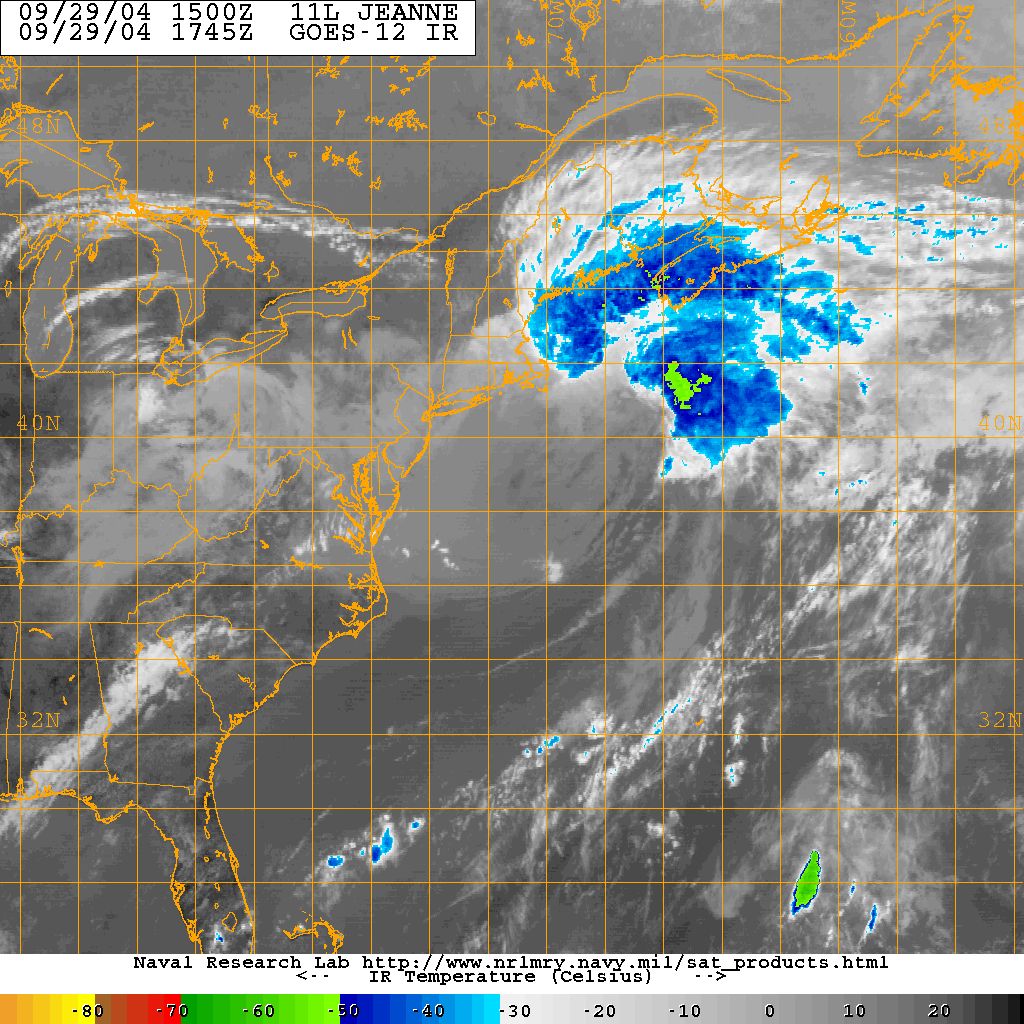 09/29/04 1500Z 11L JEANNE
09/29/04 1745Z GOES-12 IR
70W
60W
48N
48N
40N
40N
32N
32N
Naval Research Lab http://www.nrlmry.navy.mil/sat_products.html
<-- IR Temperature (Celsius) -->
-80 -70 -60 -50 -40 -30 -20 -10 0 10 20